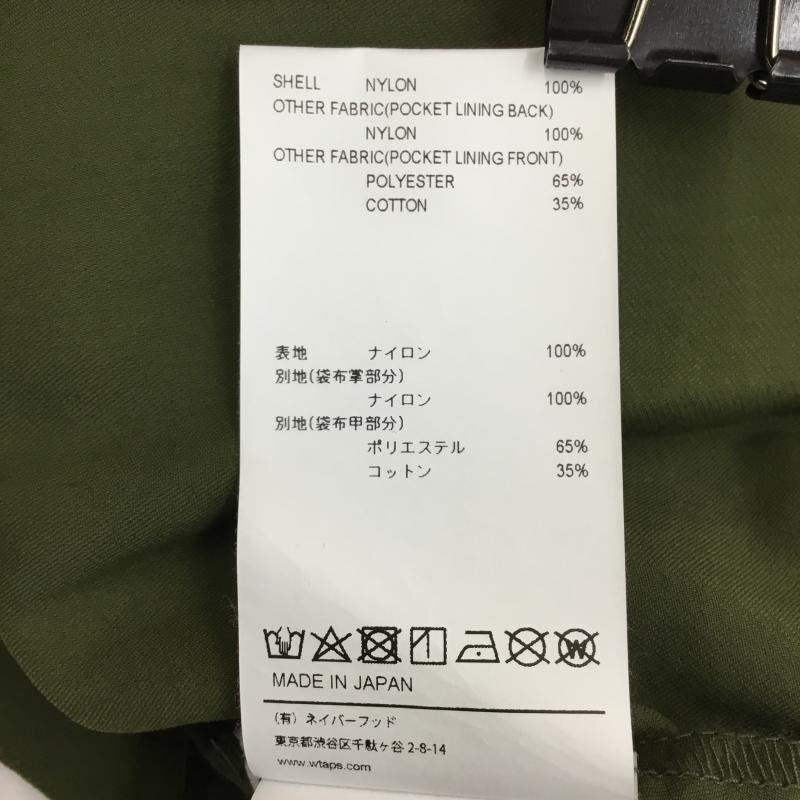 SHELL NYLON 100%
OTHER FABRIC(POCKET LINING BACK)
NYLON 100%
OTHER FABRIC(POCKET LINING FRONT)
POLYESTER 65%
COTTON 35%
表地 ナイロン 100%
別地(袋布掌部分)
ナイロン 100%
別地(袋布甲部分)
ポリエステル 65%
コットン 35%
W
MADE IN JAPAN
(有) ネイバーフッド
東京都渋谷区千駄ヶ谷 2-8-14
www.wtaps.com